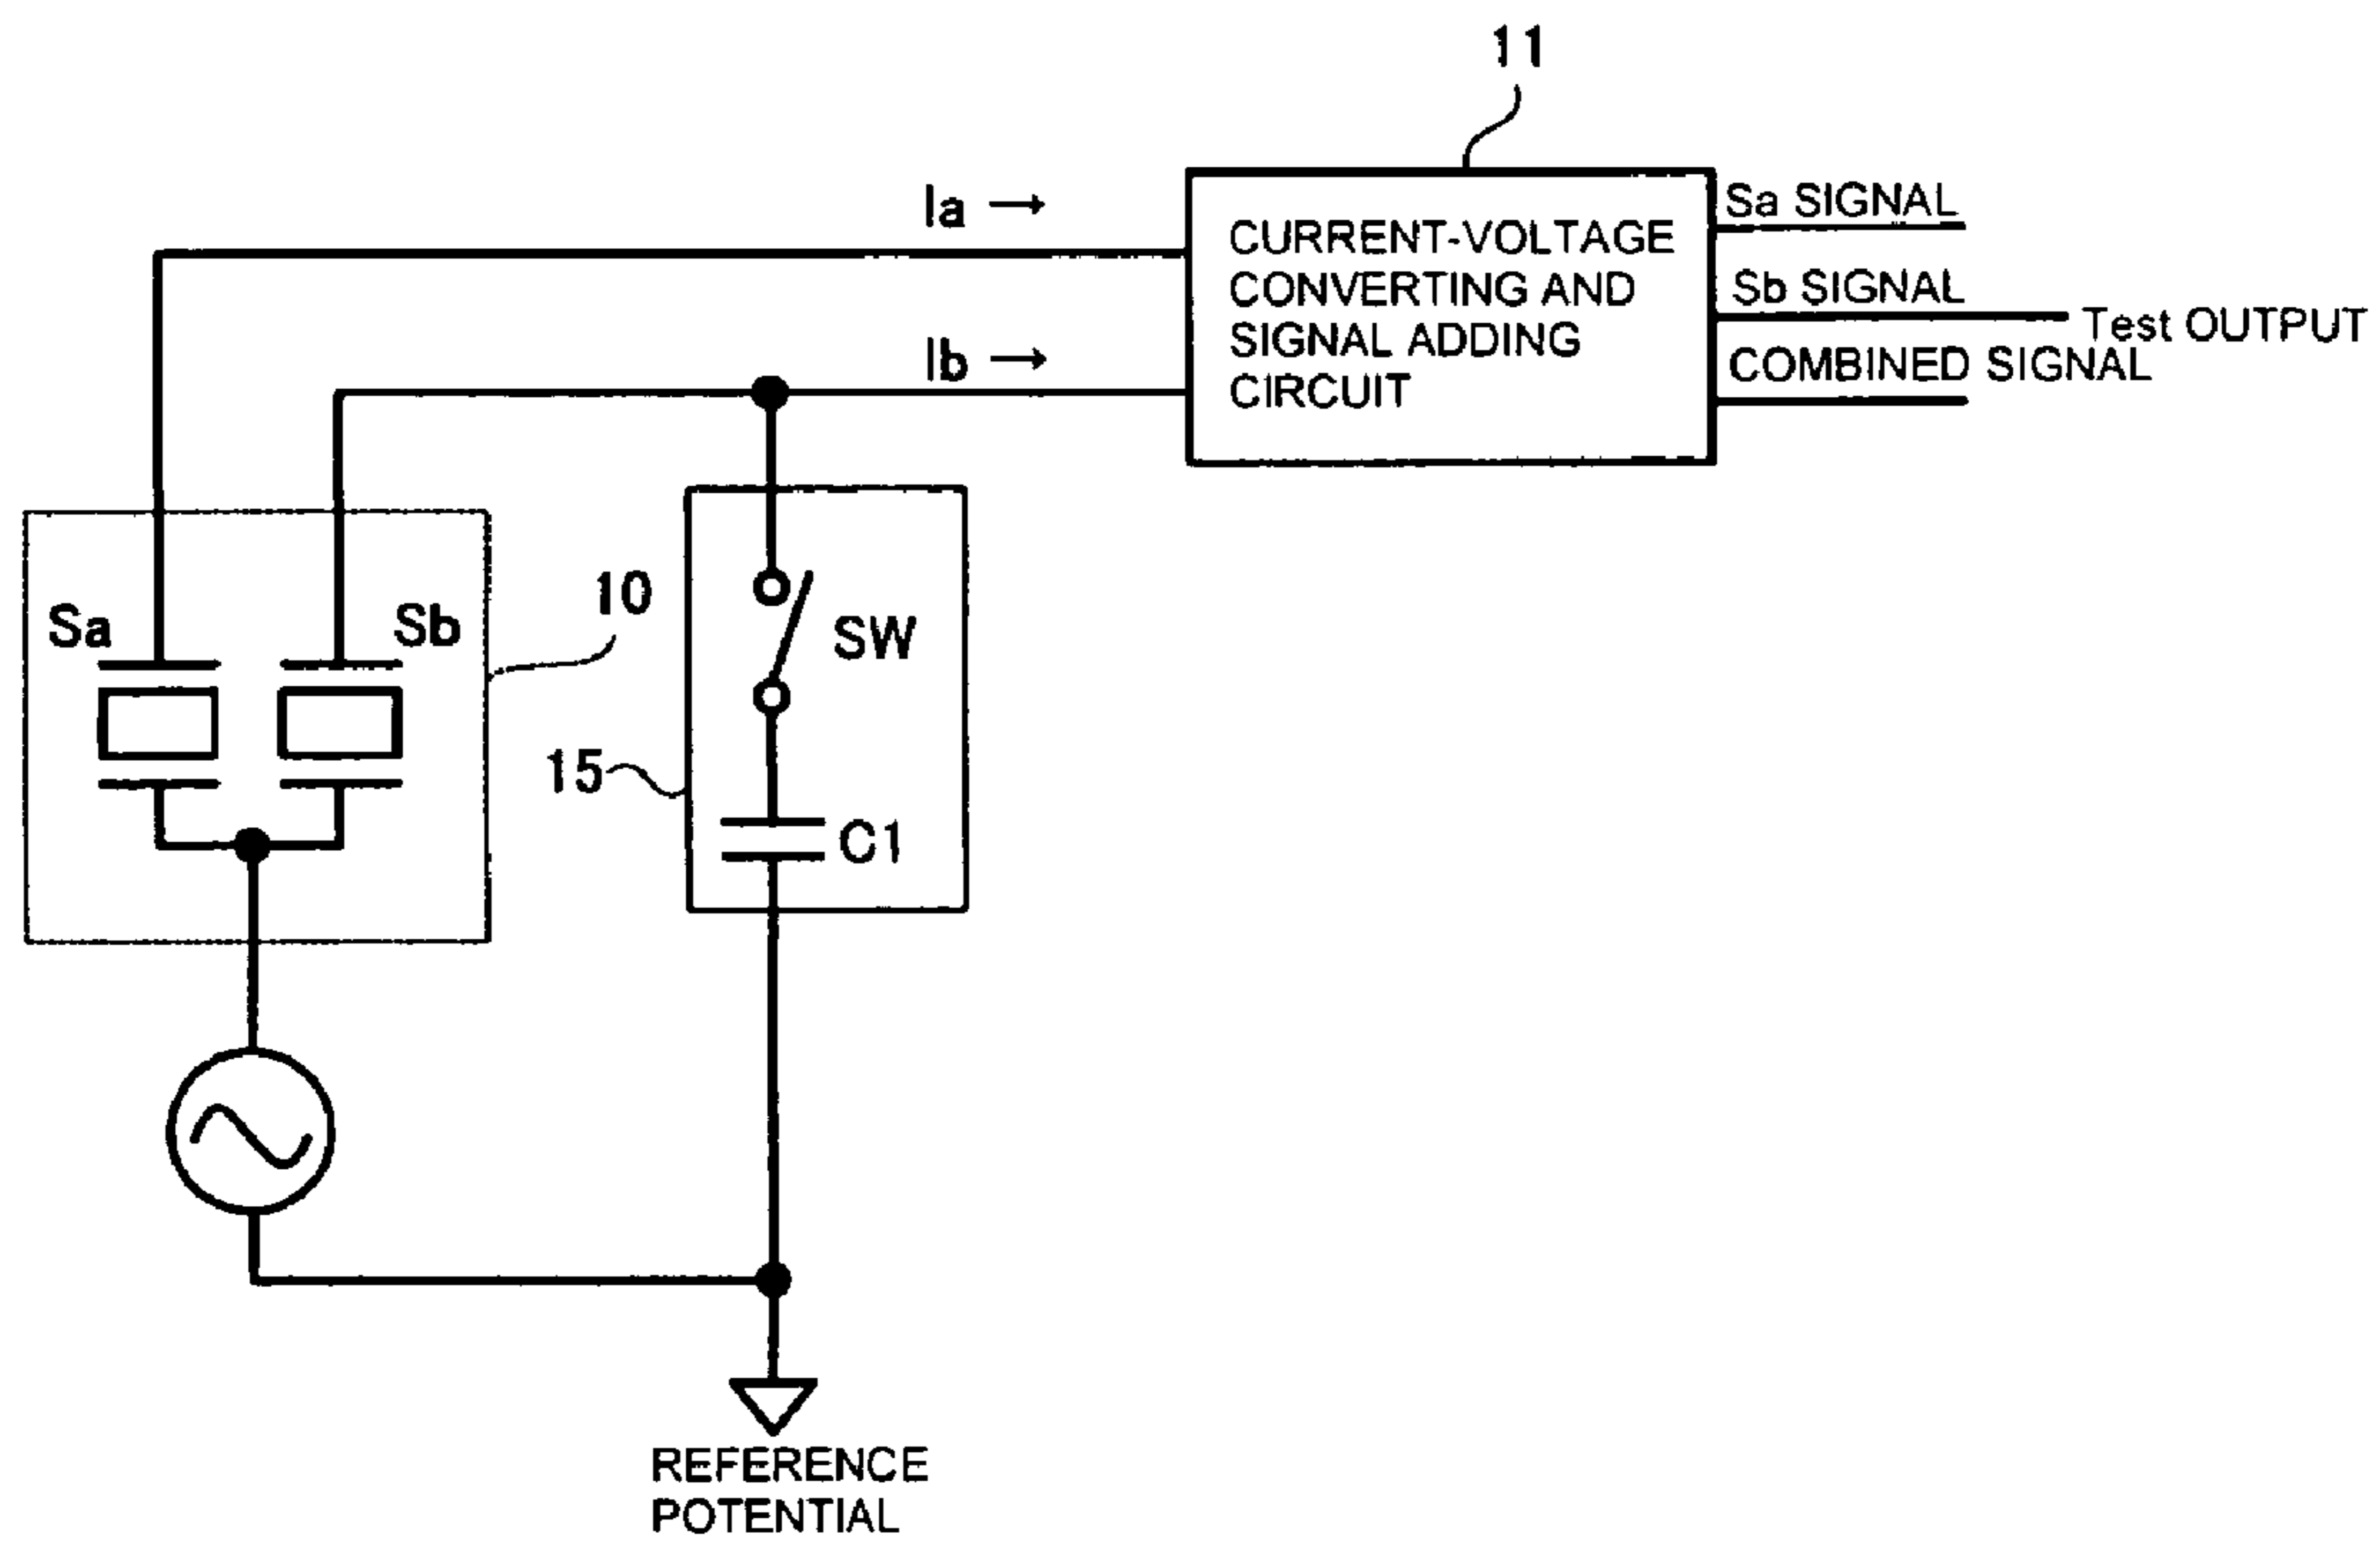 11
Ia →
Sa SIGNAL
CURRENT-VOLTAGE
CONVERTING AND
SIGNAL ADDING
CIRCUIT
Sb SIGNAL
Test OUTPUT
Ib →
COMBINED SIGNAL
Sa
Sb
10
SW
15
C1
REFERENCE
POTENTIAL